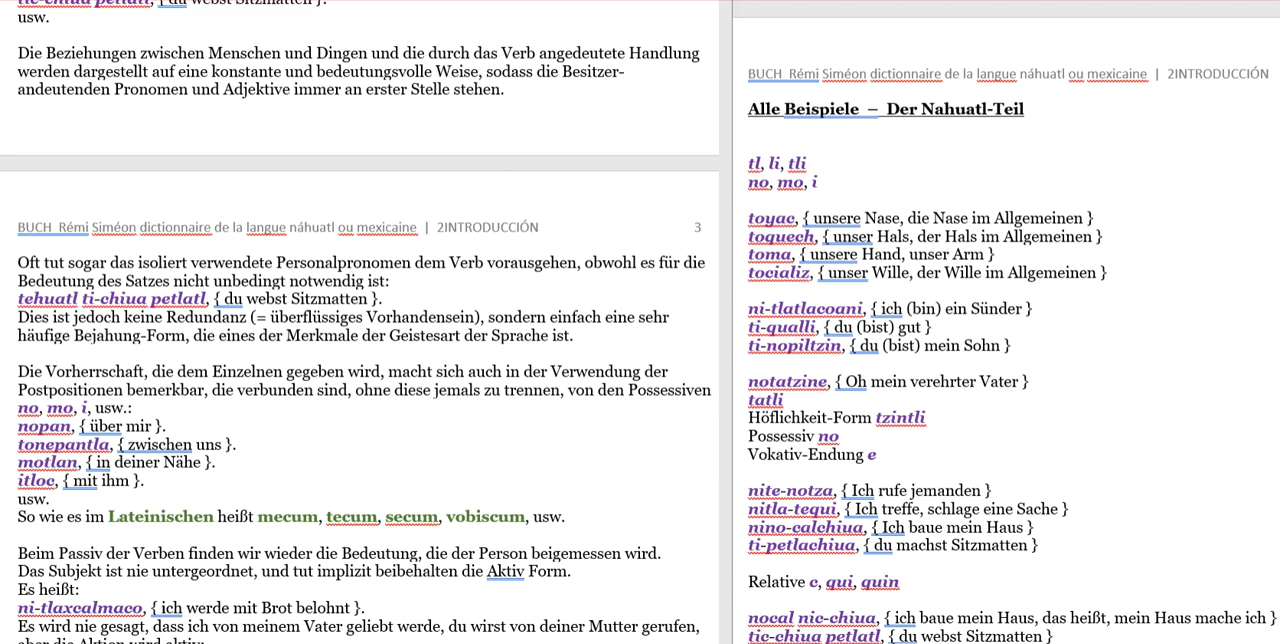 tic-chiua petlatl, { du webst Sitzmatten }.
usw.
Die Beziehungen zwischen Menschen und Dingen und die durch das Verb angedeutete Handlung
werden dargestellt auf eine konstante und bedeutungsvolle Weise, sodass die Besitzer-
andeutenden Pronomen und Adjektive immer an erster Stelle stehen.
BUCH Rémi Siméon dictionnaire de la langue náhuatl ou mexicaine | 2INTRODUCCIÓN 3
Oft tut sogar das isoliert verwendete Personalpronomen dem Verb vorausgehen, obwohl es für die
Bedeutung des Satzes nicht unbedingt notwendig ist:
tehuatl ti-chiua petlatl, { du webst Sitzmatten }.
Dies ist jedoch keine Redundanz (= überflüssiges Vorhandensein), sondern einfach eine sehr
häufige Bejahung-Form, die eines der Merkmale der Geistesart der Sprache ist.
Die Vorherrschaft, die dem Einzelnen gegeben wird, macht sich auch in der Verwendung der
Postpositionen bemerkbar, die verbunden sind, ohne diese jemals zu trennen, von den Possessiven
no, mo, i, usw.:
nopan, { über mir }.
tonepantla, { zwischen uns }.
motlan, { in deiner Nähe }.
itloc, { mit ihm }.
usw.
So wie es im Lateinischen heißt mecum, tecum, secum, vobiscum, usw.
Beim Passiv der Verben finden wir wieder die Bedeutung, die der Person beigemessen wird.
Das Subjekt ist nie untergeordnet, und tut implizit beibehalten die Aktiv Form.
Es heißt:
ni-tlaxcalmaco, { ich werde mit Brot belohnt }.
Es wird nie gesagt, dass ich von meinem Vater geliebt werde, du wirst von deiner Mutter gerufen,
aber die Aktion wird aktiv:
BUCH Rémi Siméon dictionnaire de la langue náhuatl ou mexicaine | 2INTRODUCCIÓN
Alle Beispiele – Der Nahuatl-Teil
tl, li, tli
no, mo, i
toyac, { unsere Nase, die Nase im Allgemeinen }
toquech, { unser Hals, der Hals im Allgemeinen }
toma, { unsere Hand, unser Arm }
tocializ, { unser Wille, der Wille im Allgemeinen }
ni-tlatlacoani, { ich (bin) ein Sünder }
ti-qualli, { du (bist) gut }
ti-nopiltzin, { du (bist) mein Sohn }
notatzine, { Oh mein verehrter Vater }
tatli
Höflichkeit-Form tzintli
Possessiv no
Vokativ-Endung e
nite-notza, { Ich rufe jemanden }
nitla-tequi, { Ich treffe, schlage eine Sache }
nino-calchiua, { Ich baue mein Haus }
ti-petlachiua, { du machst Sitzmatten }
Relative c, qui, quin
nocal nic-chiua, { ich baue mein Haus, das heißt, mein Haus mache ich }
tic-chiua petlatl, { du webst Sitzmatten }